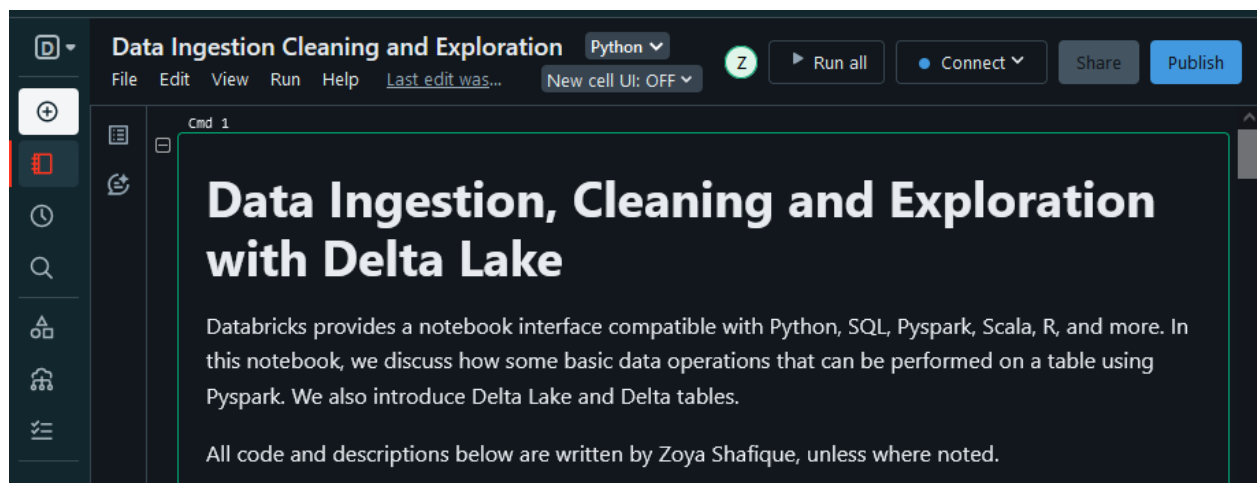 D
Data Ingestion Cleaning and Exploration Python
File Edit View Run Help Last edit was... New cell UI: OFF
Z Run all Connect Share Publish
Cmd 1
Data Ingestion, Cleaning and Exploration
with Delta Lake
Databricks provides a notebook interface compatible with Python, SQL, Pyspark, Scala, R, and more. In
this notebook, we discuss how some basic data operations that can be performed on a table using
Pyspark. We also introduce Delta Lake and Delta tables.
All code and descriptions below are written by Zoya Shafique, unless where noted.